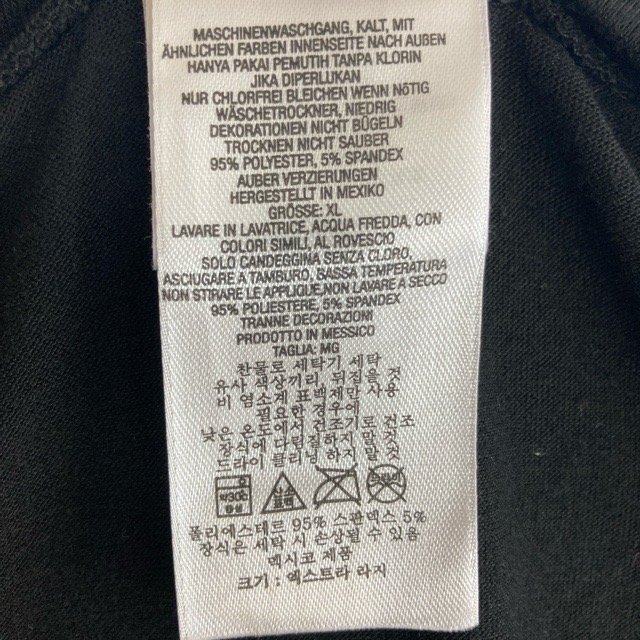 MASCHINENWASCHGANG, KALT, MIT
ÄHNLICHEN FARBEN INNENSEITE NACH AUßEN
HANYA PAKAI PEMUTIH TANPA KLORIN
JIKA DIPERLUKAN
NUR CHLORFREI BLEICHEN WENN NöTIG
WÄSCHETROCKNER, NIEDRIG
DEKORATIONEN NICHT BÜGELN
TROCKNEN NICHT SAUBER
95% POLYESTER, 5% SPANDEX
AUßER VERZIERUNGEN
HERGESTELLT IN MEXIKO
GRÖSSE: XL
LAVARE IN LAVATRICE, ACQUA FREDDA, CON
COLORI SIMILI, AL ROVESCIO
SOLO CANDEGGINA SENZA CLORO,
ASCIUGARE A TAMBURO, BASSA TEMPERATURA
NON STIRARE LE APPLIQUE,NON LAVARE A SECCO
95% POLIESTERE, 5% SPANDEX
TRANNE DECORAZIONI
PRODOTTO IN MESSICO
TAGLIA: MG
찬물로 세탁기 세탁
유사 색상끼리, 뒤집을 것
비 염소계 표백제만 사용
필요한 경우에
낮은 온도에서 건조기로 건조
장식에 다림질하지 말 것
드라이 클리닝 하지 말 것
약30℃
중성
폴리에스테르 95% 스판덱스 5%
장식은 세탁 시 손상될 수 있음
멕시코 제품
크기 : 엑스트라 라지